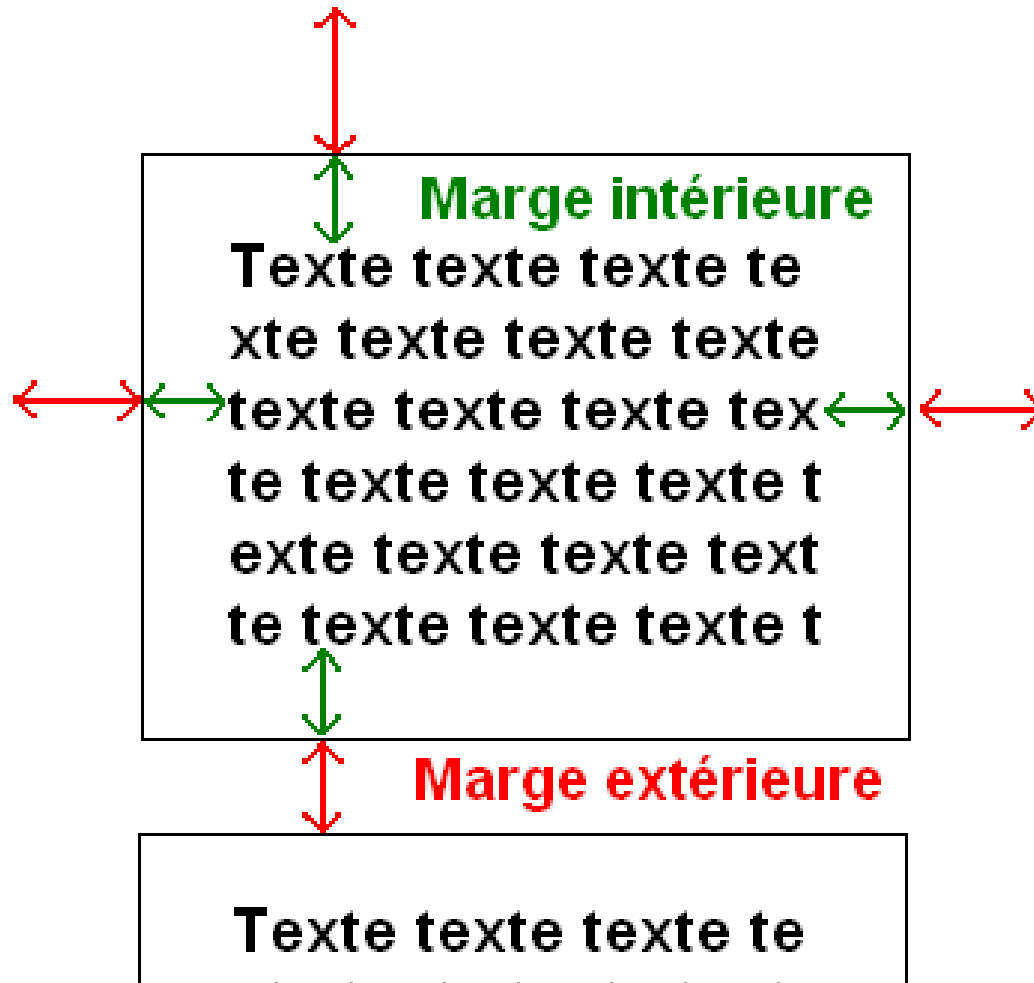 Marge intérieure
Texte texte texte te
xte texte texte texte
texte texte texte tex
te texte texte texte t
exte texte texte text
te texte texte texte t
Marge extérieure
Texte texte texte te